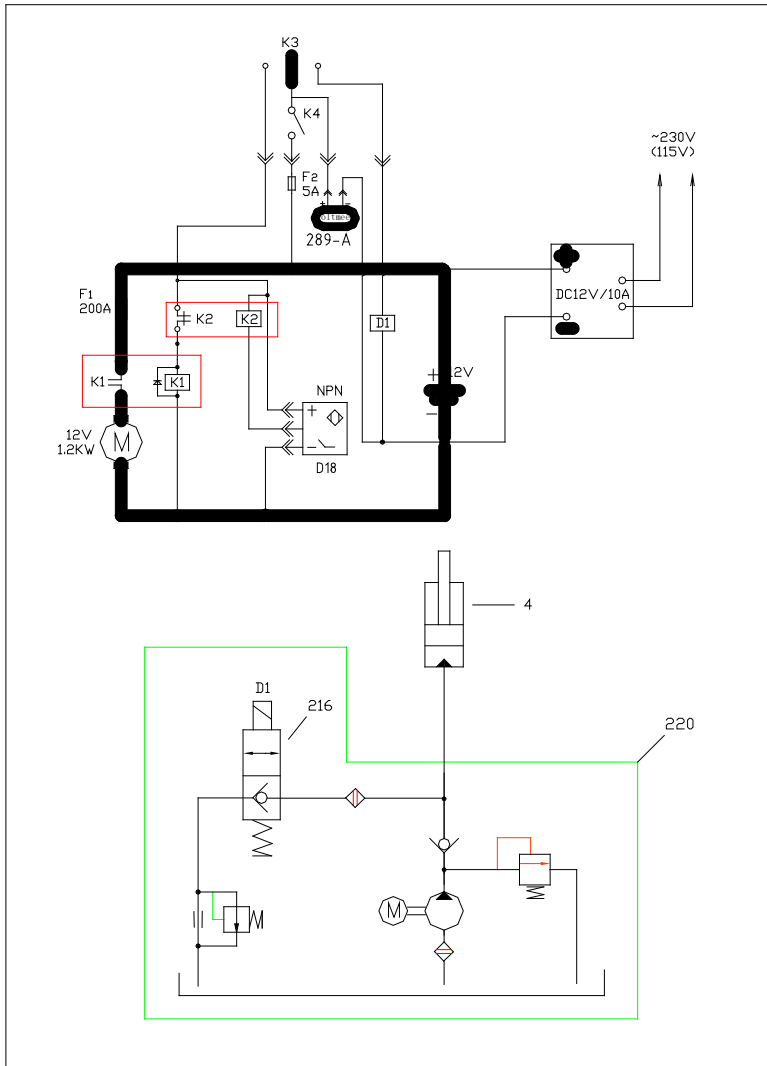 K3
K4
~230V
(115V)
F2
5A
+ −
oltme
289-A
F1
200A
DC12V/10A
K2
K2
D1
K1
K1
+ 12V
−
NPN
+
−
12V
1.2KW
M
D18
4
D1
216
220
M